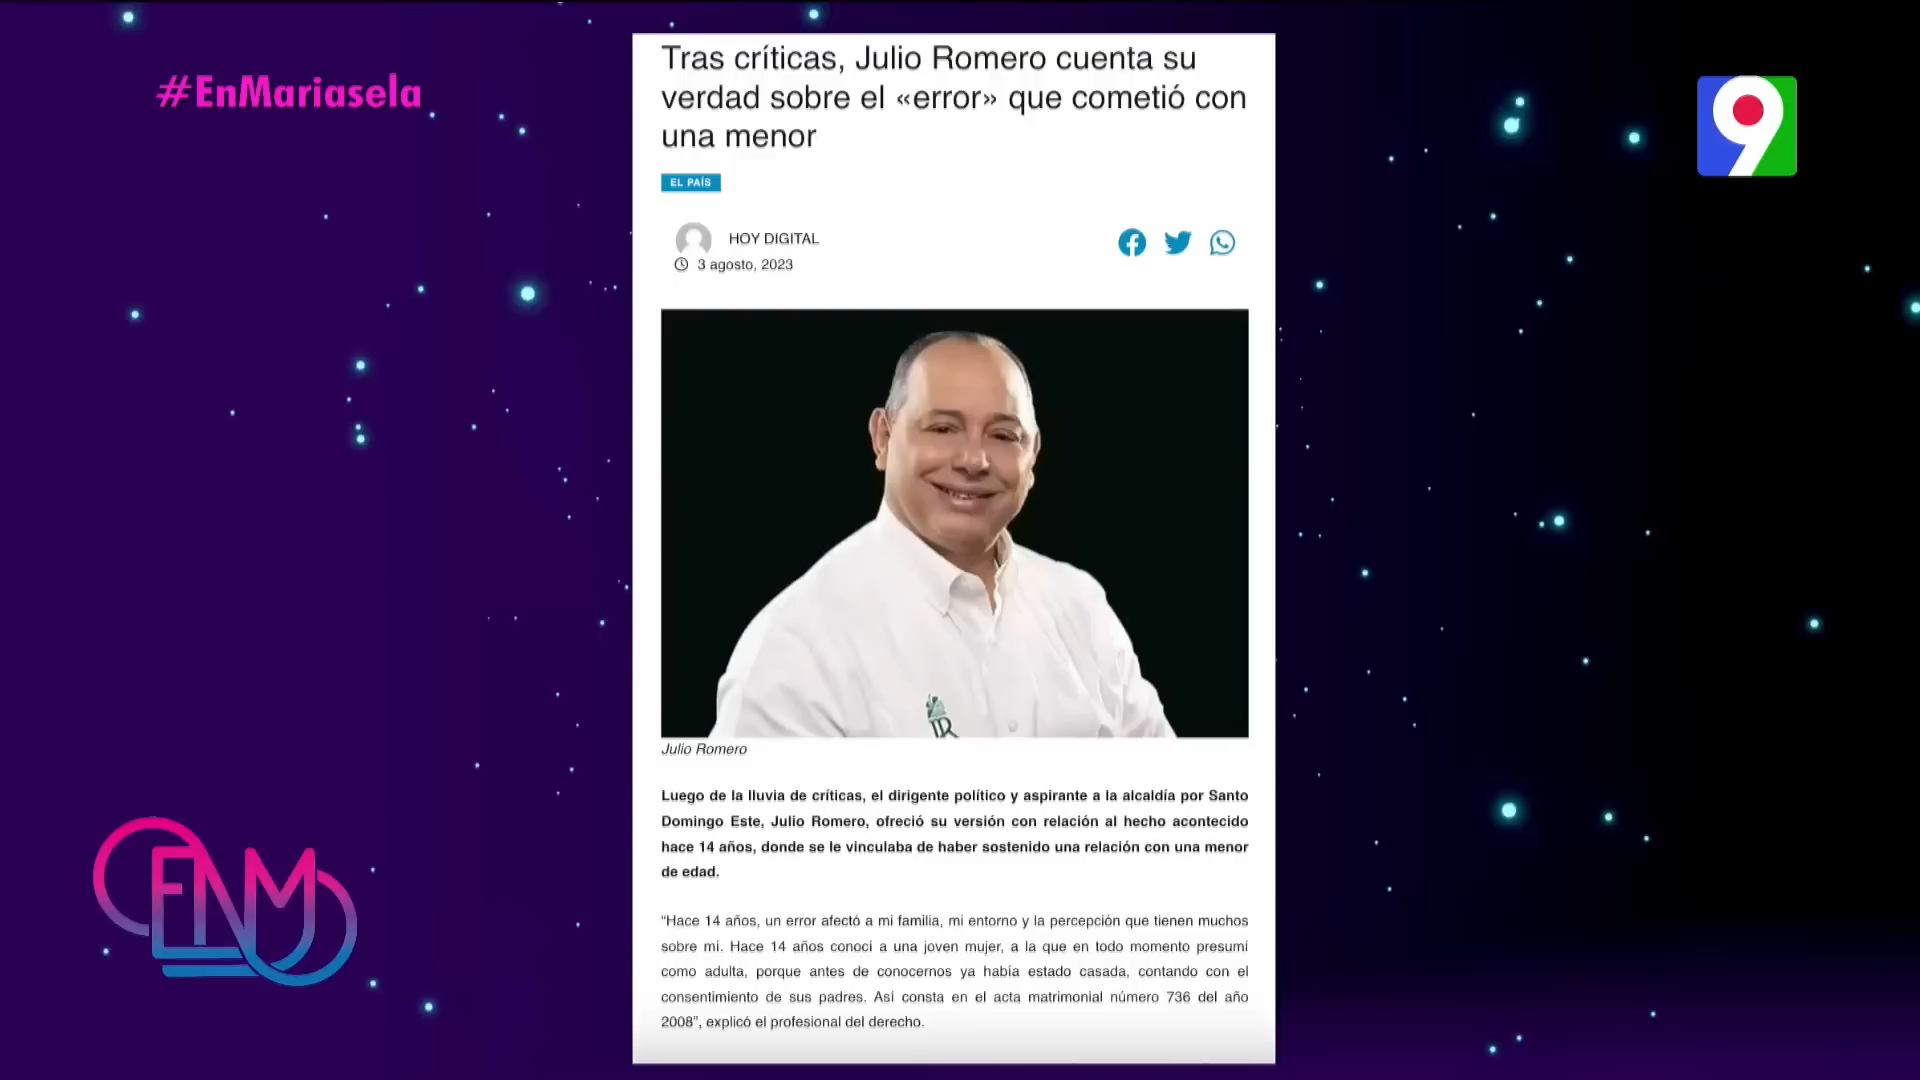 #EnMariasela
9
Tras críticas, Julio Romero cuenta su
verdad sobre el «error» que cometió con
una menor
EL PAÍS
HOY DIGITAL
3 agosto, 2023
JR
Julio Romero
Luego de la lluvia de críticas, el dirigente político y aspirante a la alcaldía por Santo
Domingo Este, Julio Romero, ofreció su versión con relación al hecho acontecido
hace 14 años, donde se le vinculaba de haber sostenido una relación con una menor
de edad.
“Hace 14 años, un error afectó a mi familia, mi entorno y la percepción que tienen muchos
sobre mí. Hace 14 años conocí a una joven mujer, a la que en todo momento presumí
como adulta, porque antes de conocernos ya había estado casada, contando con el
consentimiento de sus padres. Así consta en el acta matrimonial número 736 del año
2008”, explicó el profesional del derecho.
ENM